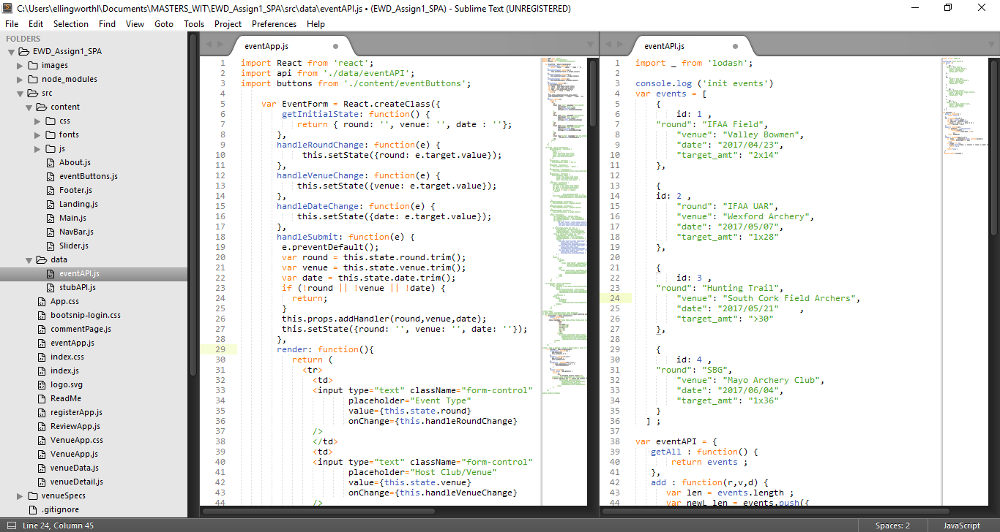 C:\Users\ellingworthl\Documents\MASTERS_WIT\EWD_Assign1_SPA\src\data\eventAPI.js • (EWD_Assign1_SPA) - Sublime Text (UNREGISTERED)
File Edit Selection Find View Goto Tools Project Preferences Help
FOLDERS
EWD_Assign1_SPA
images
node_modules
src
content
css
fonts
js
About.js
eventButtons.js
Footer.js
Landing.js
Main.js
NavBar.js
Slider.js
data
eventAPI.js
stubAPI.js
App.css
bootsnip-login.css
commentPage.js
eventApp.js
index.css
index.js
logo.svg
ReadMe
registerApp.js
ReviewApp.js
VenueApp.css
VenueApp.js
venueData.js
venueDetail.js
venueSpecs
.gitignore
eventApp.js
1 import React from 'react';
2 import api from './data/eventAPI';
3 import buttons from './content/eventButtons';
4
5 var EventForm = React.createClass({
6 getInitialState: function() {
7 return { round: '', venue: '', date : ''};
8 },
9 handleRoundChange: function(e) {
10 this.setState({round: e.target.value});
11 },
12 handleVenueChange: function(e) {
13 this.setState({venue: e.target.value});
14 },
15 handleDateChange: function(e) {
16 this.setState({date: e.target.value});
17 },
18 handleSubmit: function(e) {
19 e.preventDefault();
20 var round = this.state.round.trim();
21 var venue = this.state.venue.trim();
22 var date = this.state.date.trim();
23 if (!round || !venue || !date) {
24 return;
25 }
26 this.props.addHandler(round,venue,date);
27 this.setState({round: '', venue: '', date: ''});
28 },
29 render: function(){
30 return (
31 <tr>
32 <td>
33 <input type="text" className="form-control"
34 placeholder="Event Type"
35 value={this.state.round}
36 onChange={this.handleRoundChange}
37 />
38 </td>
39 <td>
40 <input type="text" className="form-control"
41 placeholder="Host Club/Venue"
42 value={this.state.venue}
43 onChange={this.handleVenueChange}
44 />
eventAPI.js
1 import _ from 'lodash';
2
3 console.log ('init events')
4 var events = [
5 {
6 id: 1 ,
7 "round": "IFAA Field",
8 "venue": "Valley Bowmen",
9 "date": "2017/04/23",
10 "target_amt": "2x14"
11 },
12
13 {
14 id: 2 ,
15 "round": "IFAA UAR",
16 "venue": "Wexford Archery",
17 "date": "2017/05/07",
18 "target_amt": "1x28"
19 },
20
21 {
22 id: 3 ,
23 "round": "Hunting Trail",
24 "venue": "South Cork Field Archers",
25 "date": "2017/05/21" ,
26 "target_amt": ">30"
27 },
28
29 {
30 id: 4 ,
31 "round": "SBG",
32 "venue": "Mayo Archery Club",
33 "date": "2017/06/04",
34 "target_amt": "1x36"
35 }
36 ] ;
37
38 var eventAPI = {
39 getAll : function() {
40 return events ;
41 },
42 add : function(r,v,d) {
43 var len = events.length ;
44 var newL_len = events.push({
Line 24, Column 45
Spaces: 2
JavaScript